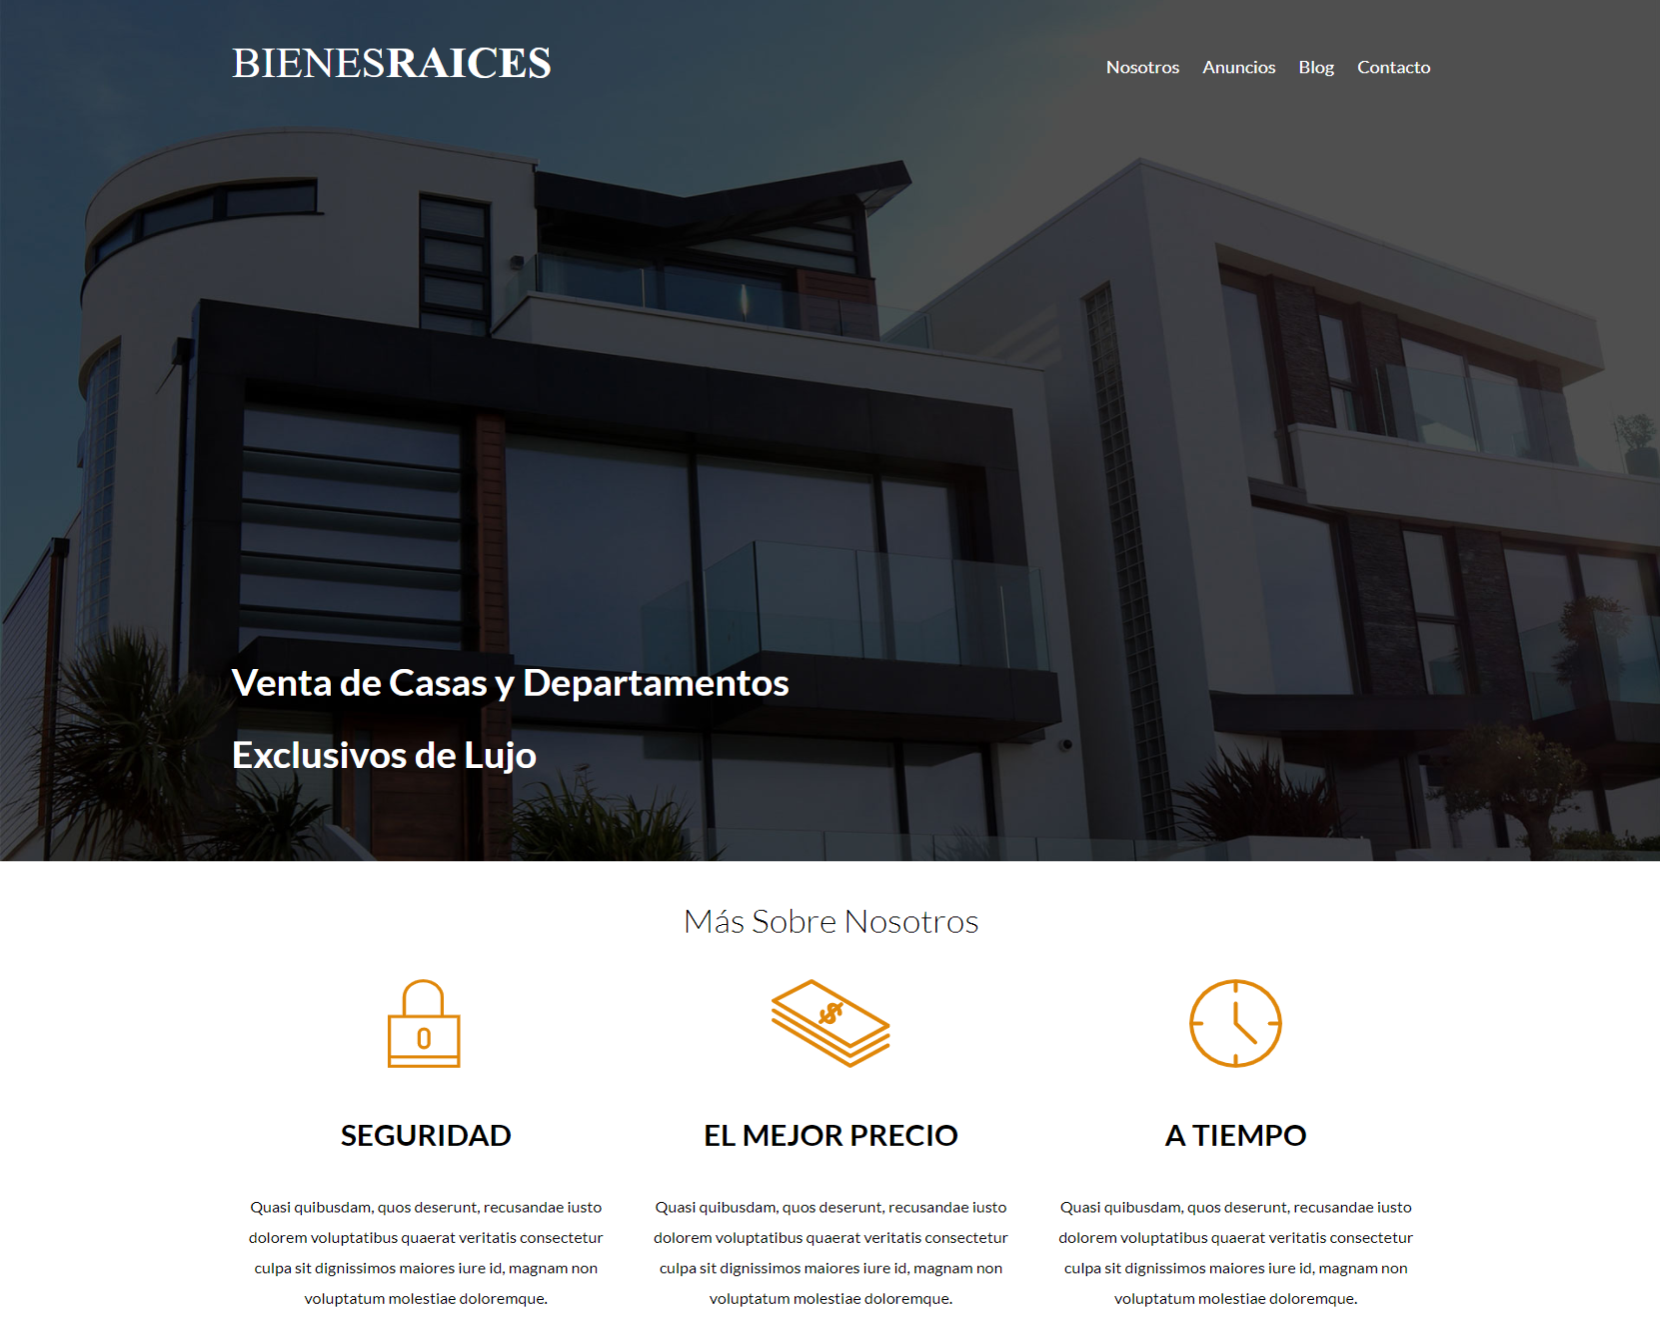 BIENESRAICES
Nosotros Anuncios Blog Contacto
Venta de Casas y Departamentos
Exclusivos de Lujo
Más Sobre Nosotros
SEGURIDAD
Quasi quibusdam, quos deserunt, recusandae iusto
dolorem voluptatibus quaerat veritatis consectetur
culpa sit dignissimos maiores iure id, magnam non
voluptatum molestiae doloremque.
EL MEJOR PRECIO
Quasi quibusdam, quos deserunt, recusandae iusto
dolorem voluptatibus quaerat veritatis consectetur
culpa sit dignissimos maiores iure id, magnam non
voluptatum molestiae doloremque.
A TIEMPO
Quasi quibusdam, quos deserunt, recusandae iusto
dolorem voluptatibus quaerat veritatis consectetur
culpa sit dignissimos maiores iure id, magnam non
voluptatum molestiae doloremque.